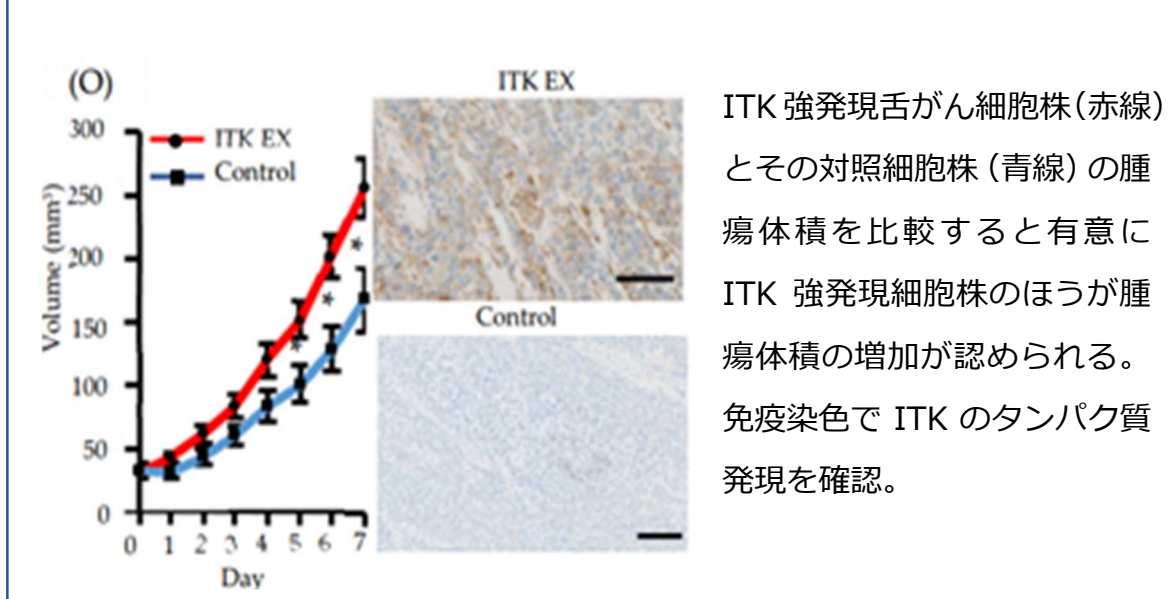 (O)
ITK EX
300
ITK EX
Control
250
200
150
100
50
0
Volume (mm³)
0 1 2 3 4 5 6 7
Day
*
*
*
Control
ITK 強発現舌がん細胞株（赤線）
とその対照細胞株（青線）の腫
瘍体積を比較すると有意に
ITK 強発現細胞株のほうが腫
瘍体積の増加が認められる。
免疫染色で ITK のタンパク質
発現を確認。